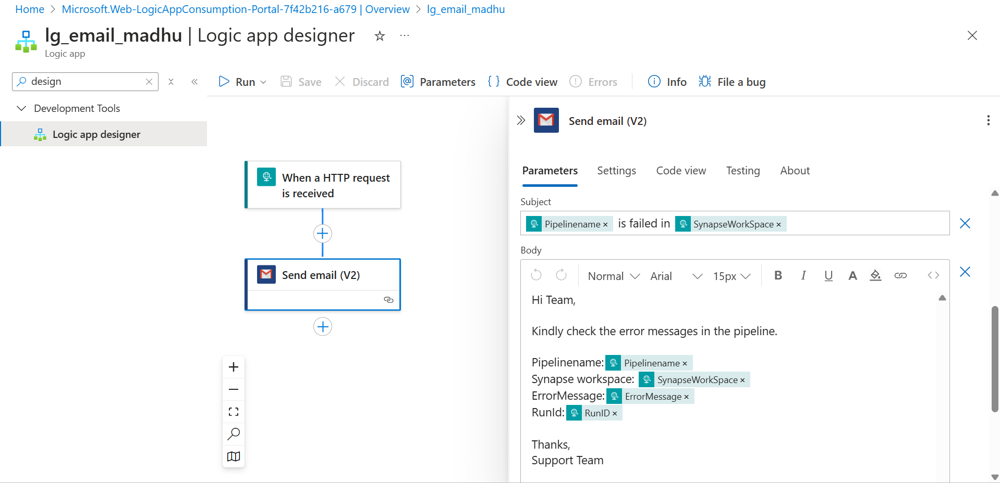 Home > Microsoft.Web-LogicAppConsumption-Portal-7f42b216-a679 | Overview > lg_email_madhu
lg_email_madhu | Logic app designer
Logic app
design
Run
Save
Discard
Parameters
Code view
Errors
Info
File a bug
Development Tools
Logic app designer
When a HTTP request
is received
Send email (V2)
Send email (V2)
Parameters
Settings
Code view
Testing
About
Subject
Pipelinename × is failed in SynapseWorkSpace ×
Body
Normal
Arial
15px
B I U A
Hi Team,
Kindly check the error messages in the pipeline.
Pipelinename: Pipelinename ×
Synapse workspace: SynapseWorkSpace ×
ErrorMessage: ErrorMessage ×
RunId: RunID ×
Thanks,
Support Team